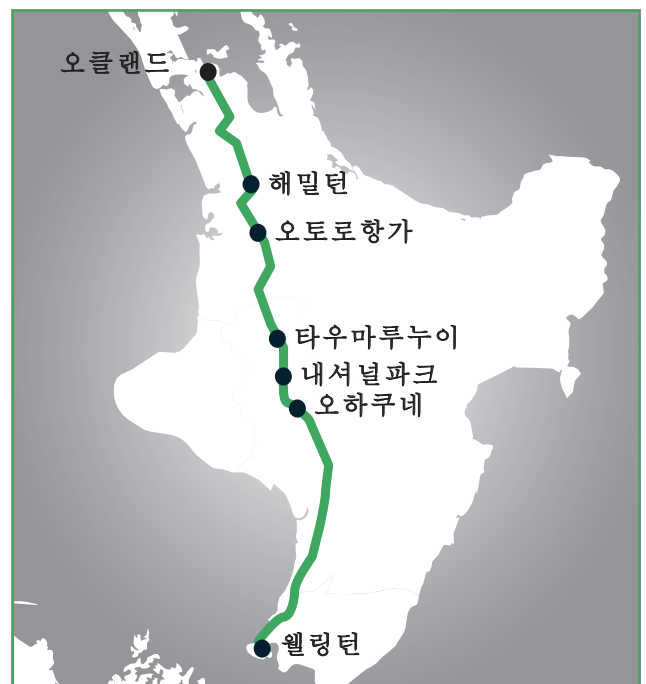 오클랜드
해밀턴
오토로항가
타우마루누이
내셔널파크
오하쿠네
웰링턴